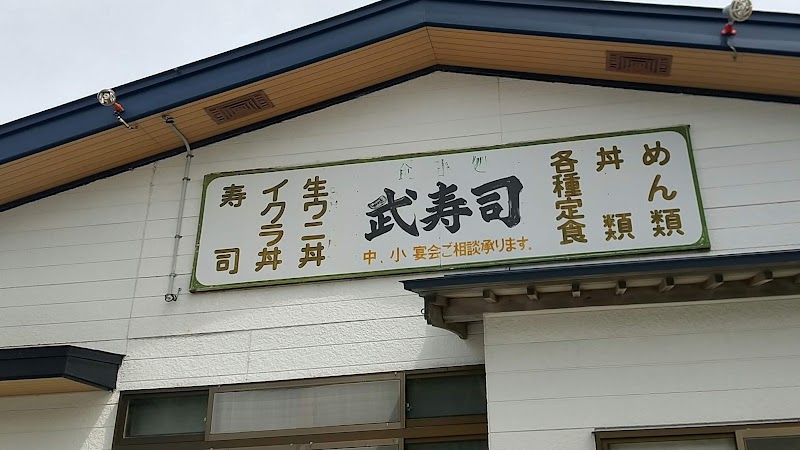 食事処
武寿司
中、小 宴会ご相談承ります。
めん類
丼類
各種定食
生ウニ丼
イクラ丼
寿司